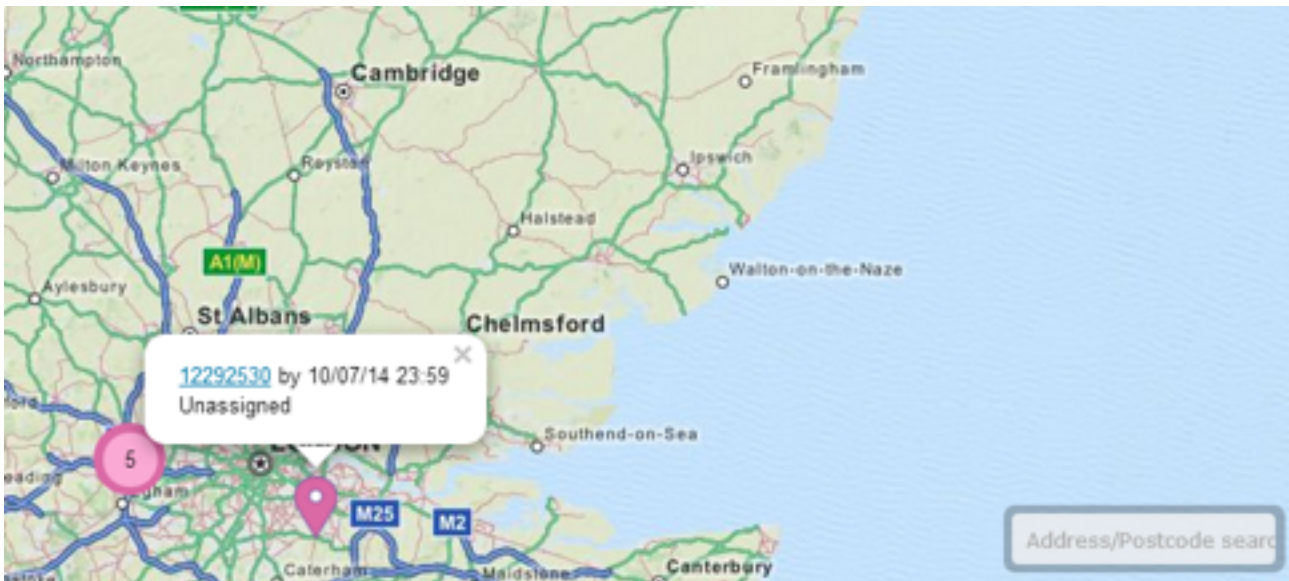 Northampton
Cambridge
Framlingham
Milton Keynes
Royston
Ipswich
Halstead
A1(M)
Walton-on-the-Naze
Aylesbury
St Albans
Chelmsford
×
12292530 by 10/07/14 23:59
Unassigned
Southend-on-Sea
5
M25
M2
Address/Postcode searc
Caterham
Maidstone
Canterbury